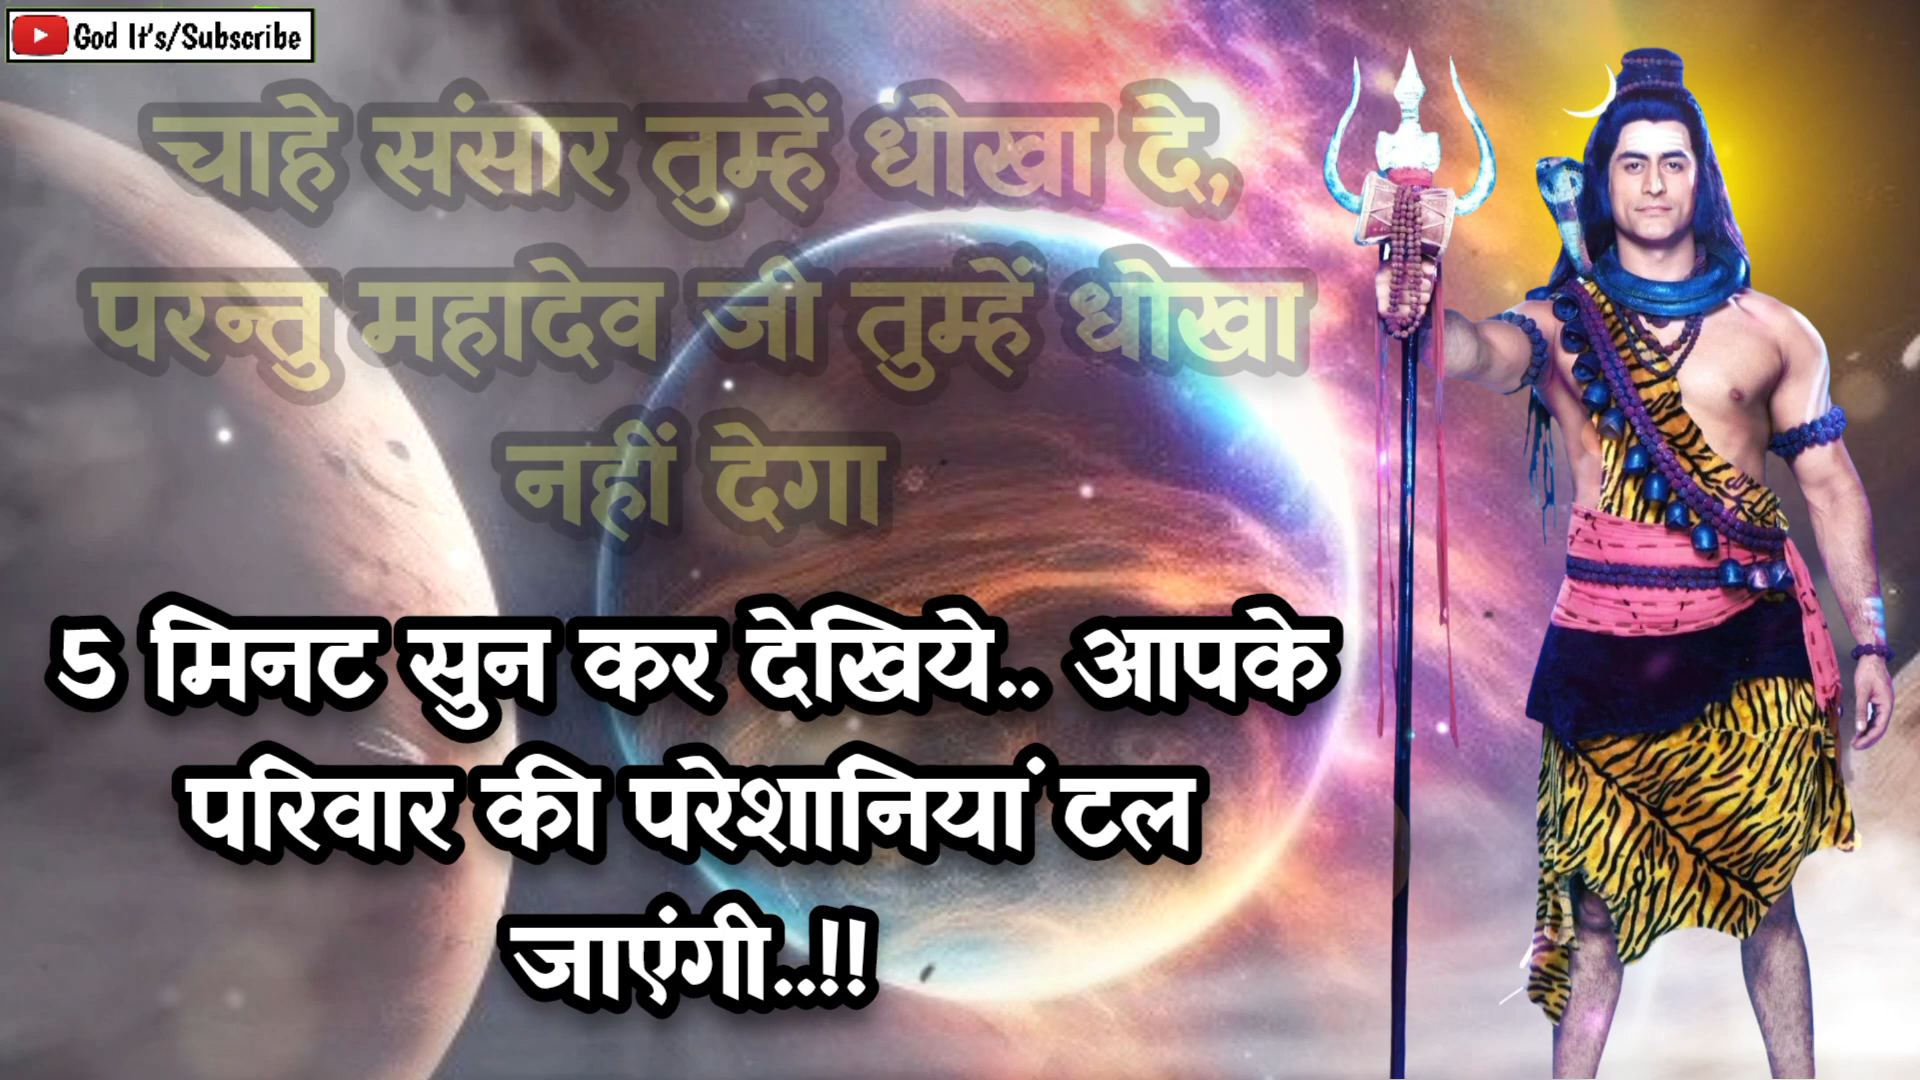 God It's/Subscribe
चाहे संसार तुम्हें धोखा दे,
परन्तु महादेव जी तुम्हें धोखा
नहीं देगा
5 मिनट सुन कर देखिये.. आपके
परिवार की परेशानियां टल
जाएंगी..!!